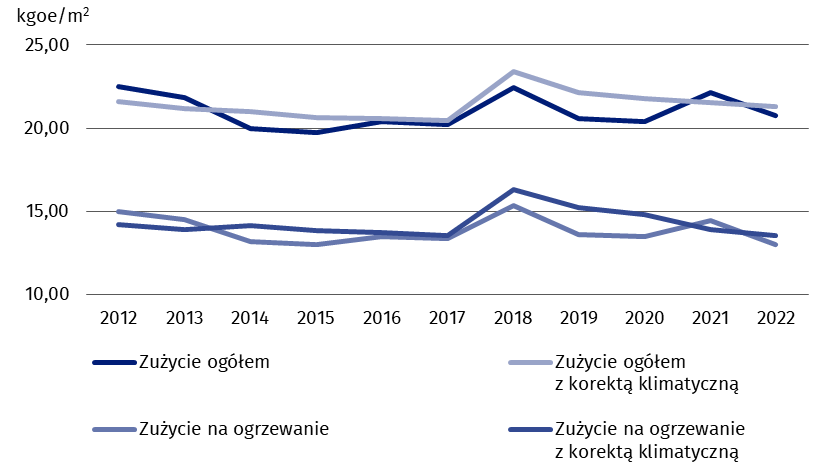 kgoe/m²
25,00
20,00
15,00
10,00
2012 2013 2014 2015 2016 2017 2018 2019 2020 2021 2022
Zużycie ogółem
Zużycie ogółem
z korektą klimatyczną
Zużycie na ogrzewanie
Zużycie na ogrzewanie
z korektą klimatyczną